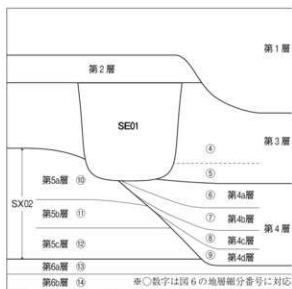 第1層
第2層
SE01
第3層
④
⑤
第5a層 ⑩
⑥ 第4a層
SX02
第5b層 ⑪
⑦ 第4b層
第4層
第5c層 ⑫
⑧ 第4c層
⑨ 第4d層
第6a層 ⑬
第6b層 ⑭
※○数字は図6の地層細分番号に対応